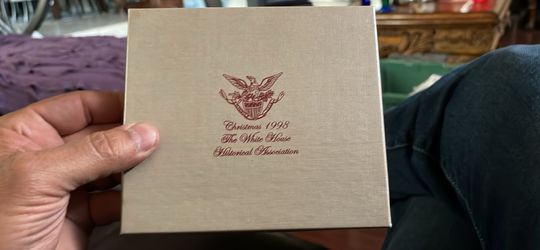 Christmas 1998
The White House
Historical Association